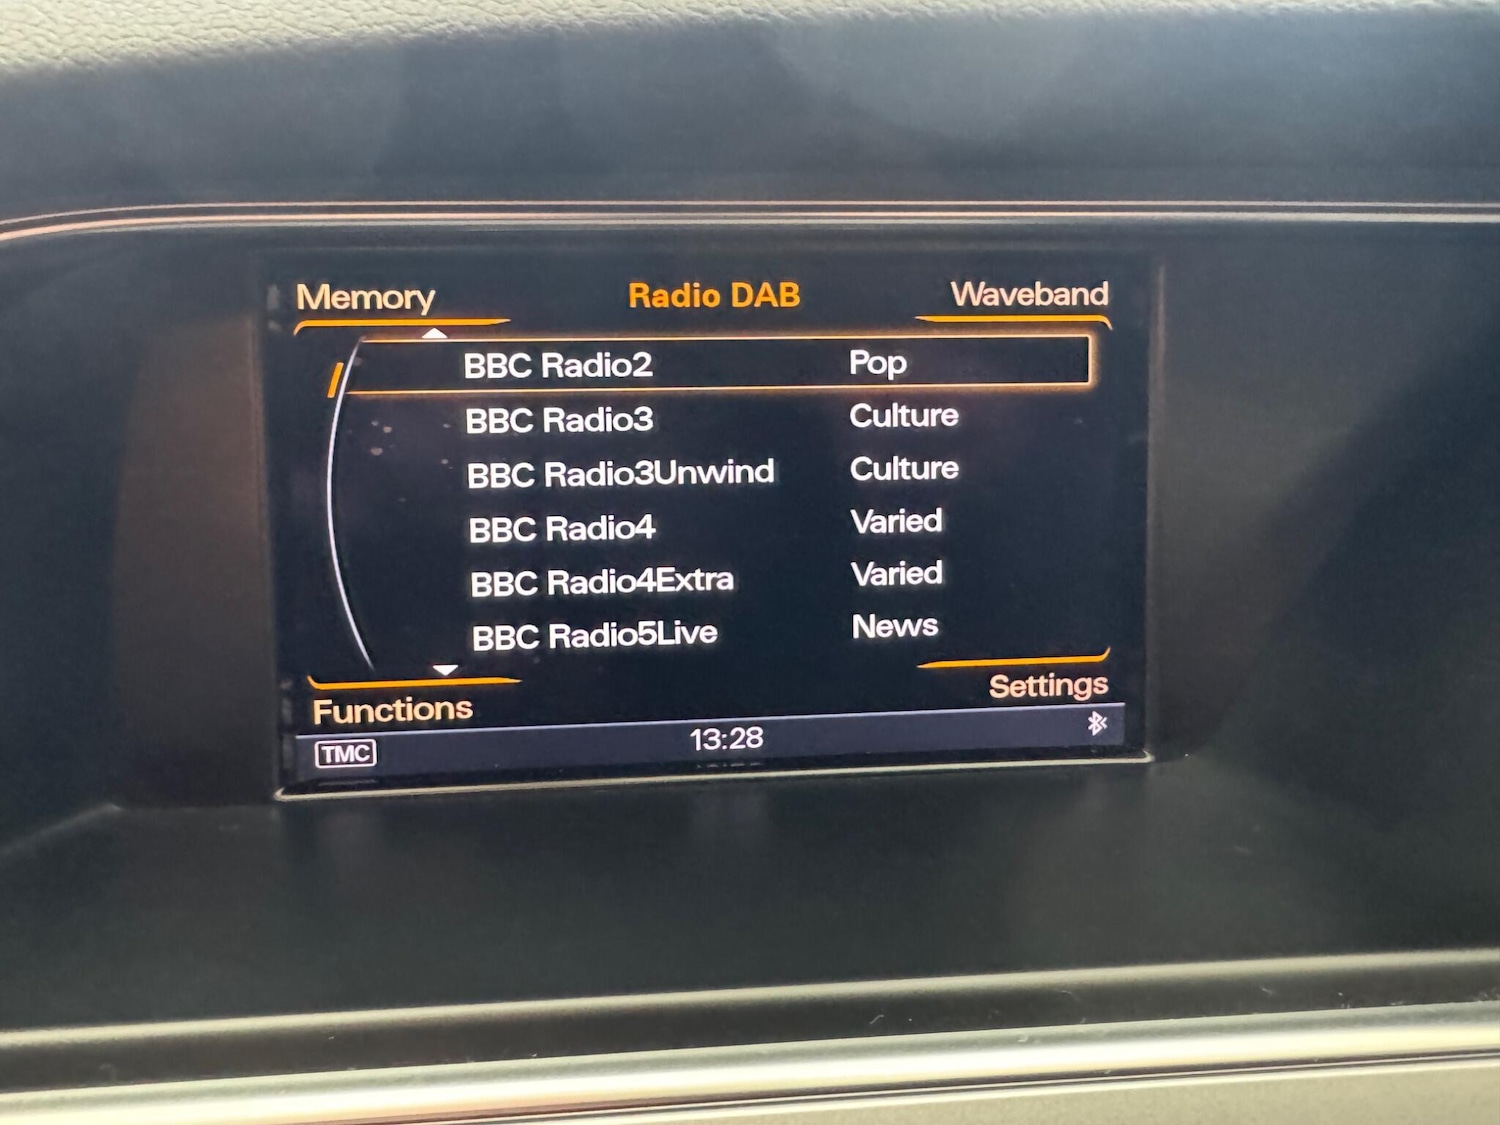 Memory Radio DAB Waveband
BBC Radio2 Pop
BBC Radio3 Culture
BBC Radio3Unwind Culture
BBC Radio4 Varied
BBC Radio4Extra Varied
BBC Radio5Live News
Functions Settings
TMC 13:28